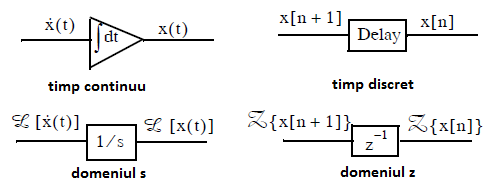 ẋ(t) ∫dt x(t)
x[n + 1] Delay x[n]
timp continuu
timp discret
ℒ [ẋ(t)] 1/s ℒ [x(t)]
𝒵{x[n + 1]} z⁻¹ 𝒵{x[n]}
domeniul s
domeniul z